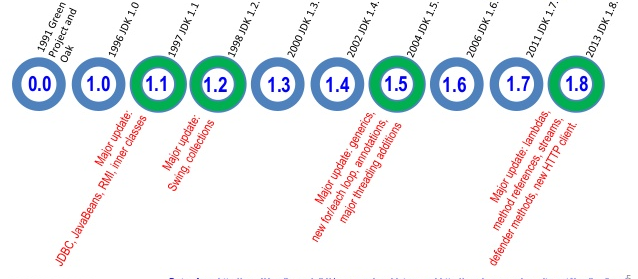 1991 Green
Project and
Oak
1996 JDK 1.0
1997 JDK 1.1
1998 JDK 1.2.
2000 JDK 1.3.
2002 JDK 1.4.
2004 JDK 1.5.
2006 JDK 1.6.
2011 JDK 1.7.
2013 JDK 1.8.
0.0
1.0
1.1
1.2
1.3
1.4
1.5
1.6
1.7
1.8
Major update:
JDBC, JavaBeans, RMI, inner classes
Major update:
Swing, collections
Major update: generics,
new for/each loop, annotations,
major threading additions
Major update: lambdas,
method references, streams,
defender methods, new HTTP client.